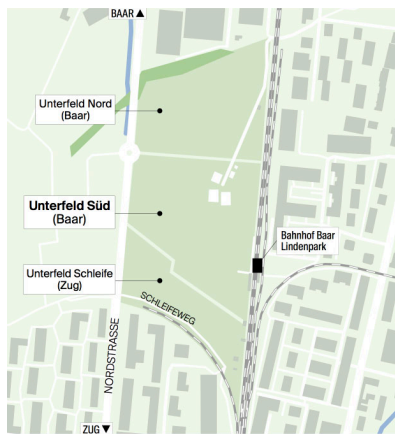 BAAR ▲
Unterfeld Nord
(Baar)
Unterfeld Süd
(Baar)
Bahnhof Baar
Lindenpark
Unterfeld Schleife
(Zug)
SCHLEIFEWEG
NORDSTRASSE
ZUG ▼